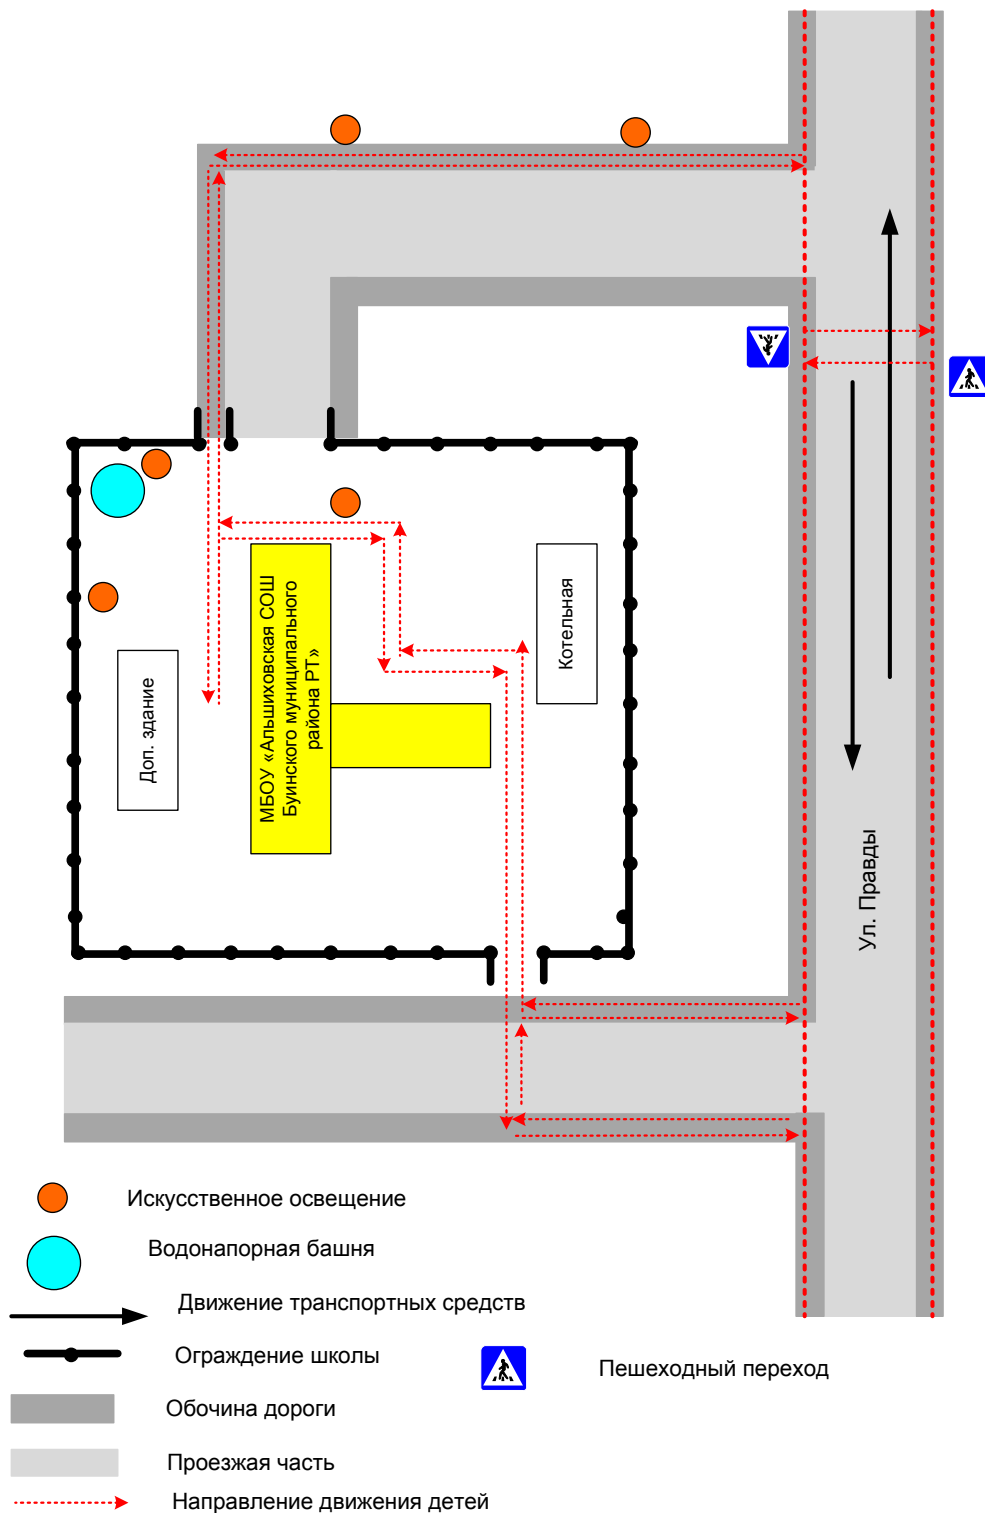 МБОУ «Альшиховская СОШ
Буинского муниципального
района РТ»
Доп. здание
Котельная
Ул. Правды
Искусственное освещение
Водонапорная башня
Движение транспортных средств
Ограждение школы
Пешеходный переход
Обочина дороги
Проезжая часть
Направление движения детей